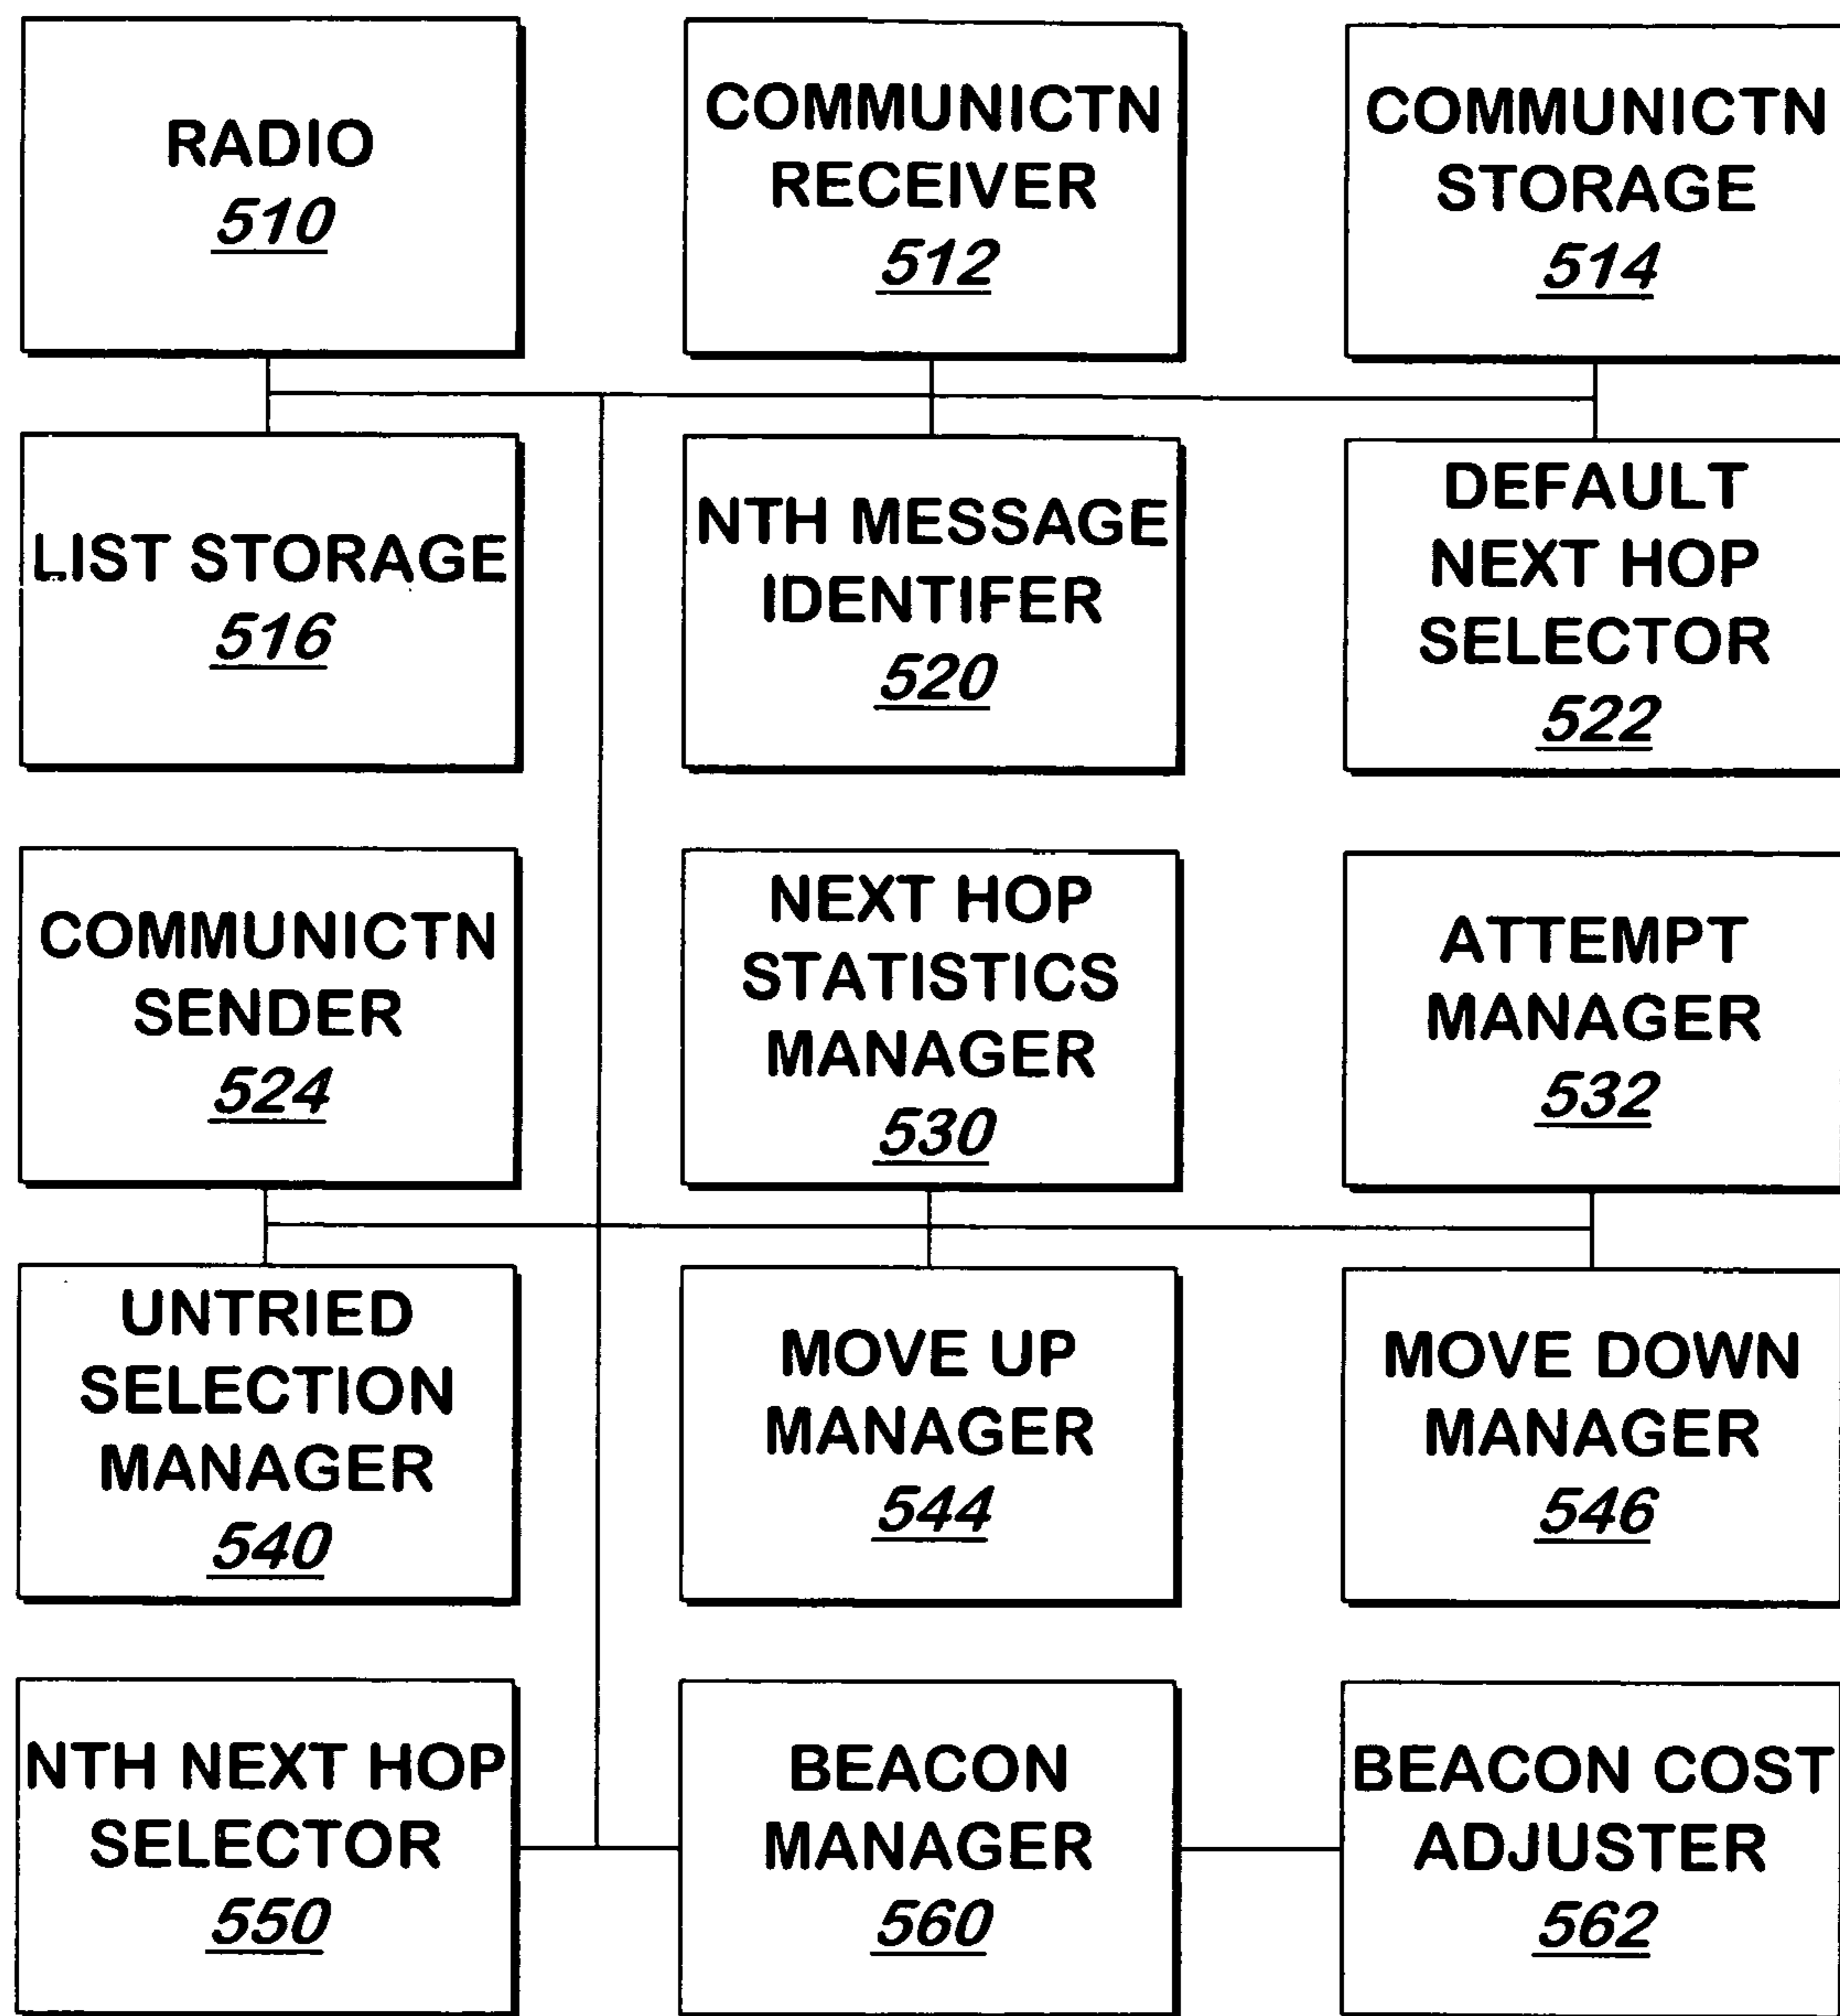 RADIO
510
COMMUNICTN
RECEIVER
512
COMMUNICTN
STORAGE
514
LIST STORAGE
516
NTH MESSAGE
IDENTIFER
520
DEFAULT
NEXT HOP
SELECTOR
522
COMMUNICTN
SENDER
524
NEXT HOP
STATISTICS
MANAGER
530
ATTEMPT
MANAGER
532
UNTRIED
SELECTION
MANAGER
540
MOVE UP
MANAGER
544
MOVE DOWN
MANAGER
546
NTH NEXT HOP
SELECTOR
550
BEACON
MANAGER
560
BEACON COST
ADJUSTER
562